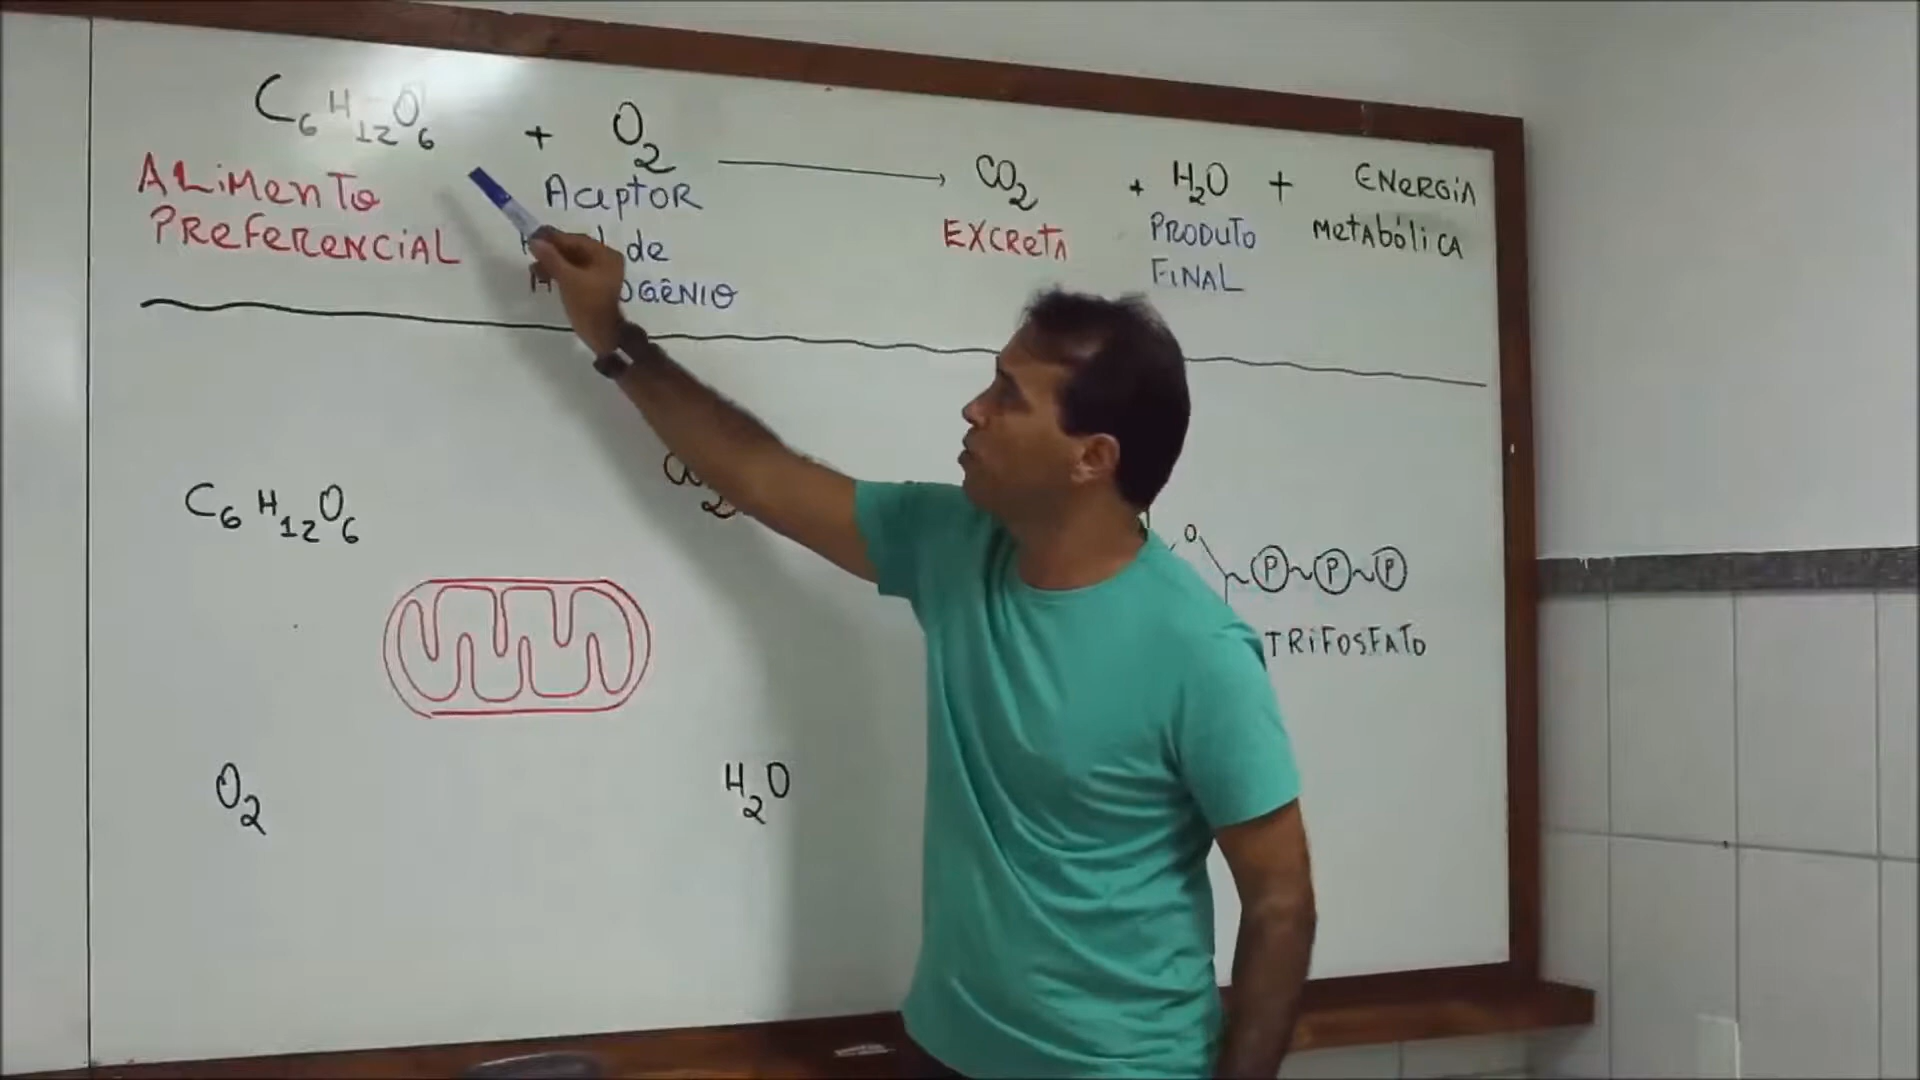 C6H12O6 + O2 → CO2 + H2O + ENERGIA
METABÓLICA
ALIMENTO
PREFERENCIAL
ACEPTOR
de
EXCRETA
PRODUTO
FINAL
C6H12O6
O2
H2O
O
P~P~P
TRIFOSFATO